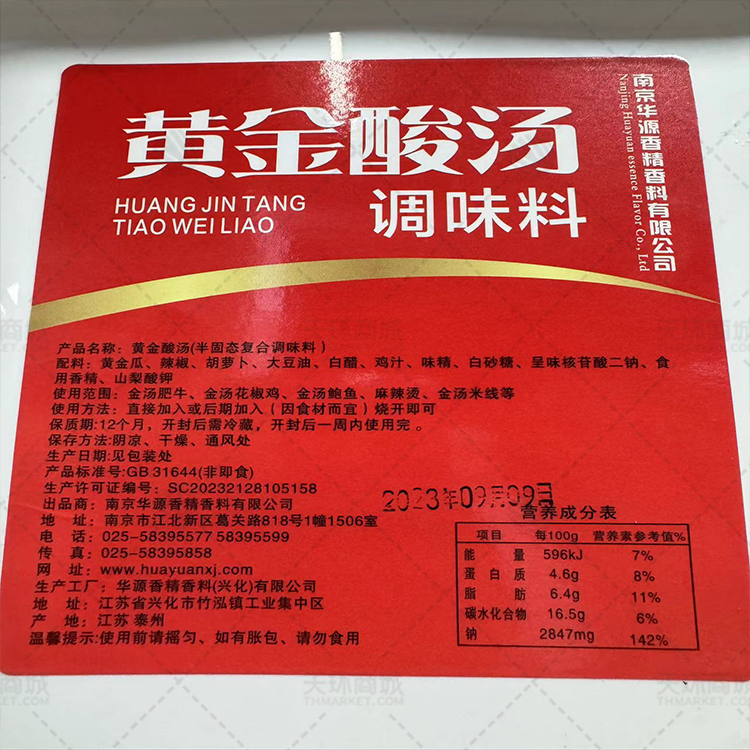 黄金酸汤
HUANG JIN TANG
TIAO WEI LIAO
调味料
南京华源香精香料有限公司
Nanjing Huayuan essence Flavor Co., Ltd
产品名称：黄金酸汤(半固态复合调味料)
配料：黄金瓜、辣椒、胡萝卜、大豆油、白醋、鸡汁、味精、白砂糖、呈味核苷酸二钠、食
用香精、山梨酸钾
使用范围：金汤肥牛、金汤花椒鸡、金汤鲍鱼、麻辣烫、金汤米线等
使用方法：直接加入或后期加入（因食材而宜）烧开即可
保质期:12个月，开封后需冷藏，开封后一周内使用完。
保存方法:阴凉、干燥、通风处
生产日期:见包装处
产品标准号:GB 31644(非即食)
生产许可证编号：SC20232128105158
出品商：南京华源香精香料有限公司
地 址：南京市江北新区葛关路818号1幢1506室
电 话：025-58395577 58395599
传 真：025-58395858
网 址：www.huayuanxj.com
生产工厂：华源香精香料(兴化)有限公司
地 址：江苏省兴化市竹泓镇工业集中区
产 地：江苏 泰州
温馨提示:使用前请摇匀、如有胀包、请勿食用
2023年09月09日
营养成分表
项目 每100g 营养素参考值%
能 量 596kJ 7%
蛋 白 质 4.6g 8%
脂 肪 6.4g 11%
碳水化合物 16.5g 6%
钠 2847mg 142%
天环商城
THMARKET.COM